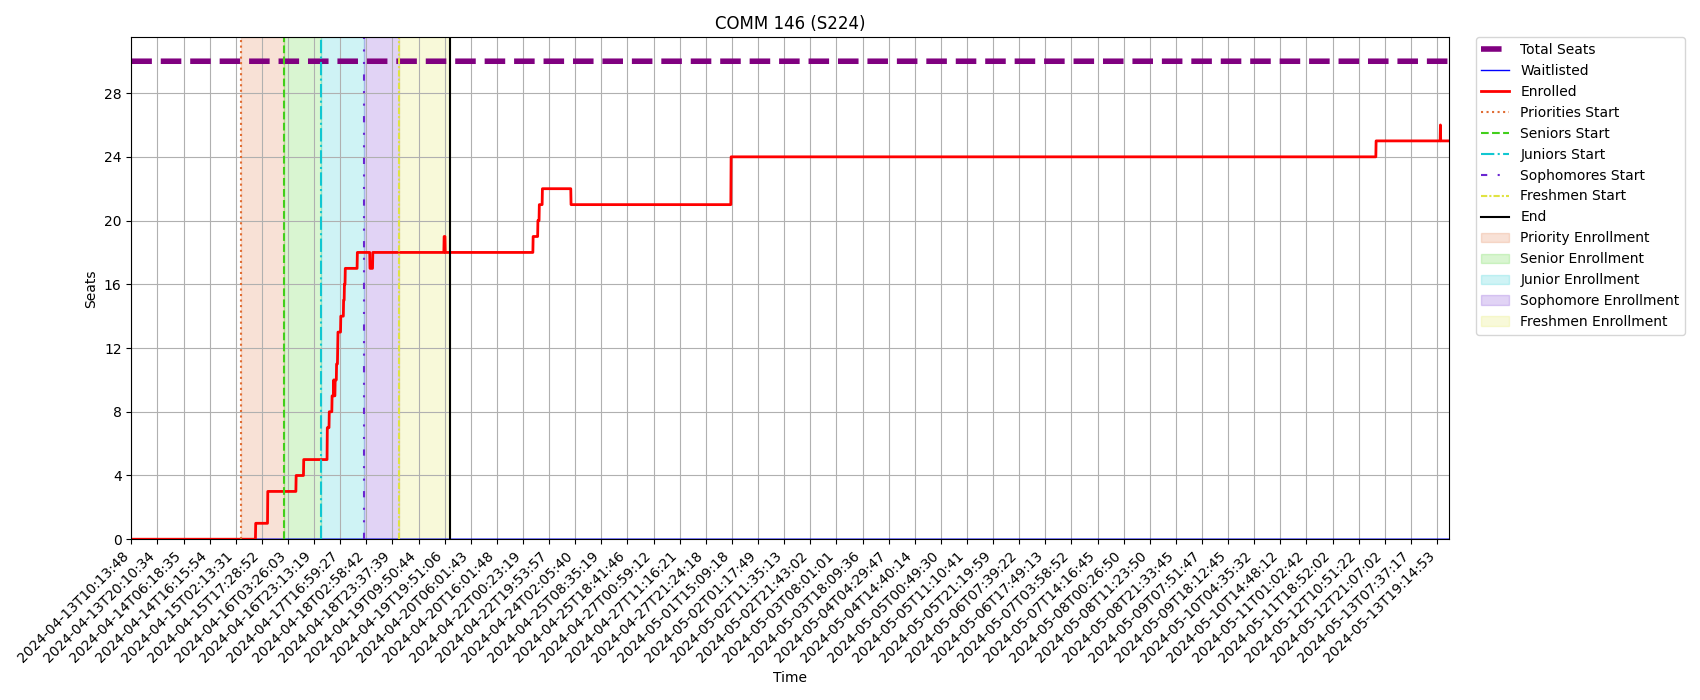 COMM 146 (S224)
Total Seats
Waitlisted
Enrolled
Priorities Start
Seniors Start
Juniors Start
Sophomores Start
Freshmen Start
End
Priority Enrollment
Senior Enrollment
Junior Enrollment
Sophomore Enrollment
Freshmen Enrollment
Seats
28
24
20
16
12
8
4
0
2024-04-13T10:13:48
2024-04-13T20:10:34
2024-04-14T06:18:35
2024-04-14T16:15:54
2024-04-15T02:13:31
2024-04-15T17:28:52
2024-04-16T03:26:03
2024-04-16T23:13:19
2024-04-17T16:59:27
2024-04-18T02:58:42
2024-04-18T23:37:39
2024-04-19T09:50:44
2024-04-19T19:51:06
2024-04-20T06:01:43
2024-04-20T16:01:48
2024-04-22T00:23:19
2024-04-22T19:53:57
2024-04-24T02:05:40
2024-04-25T08:35:19
2024-04-25T18:41:46
2024-04-27T00:59:12
2024-04-27T11:16:21
2024-04-27T21:24:18
2024-05-01T15:09:18
2024-05-02T01:17:49
2024-05-02T11:35:13
2024-05-02T21:43:02
2024-05-03T08:01:01
2024-05-03T18:09:36
2024-05-04T04:29:47
2024-05-04T14:40:14
2024-05-05T00:49:30
2024-05-05T11:10:41
2024-05-05T21:19:59
2024-05-06T07:39:22
2024-05-06T17:49:13
2024-05-07T03:58:52
2024-05-07T14:16:45
2024-05-08T00:26:50
2024-05-08T11:23:50
2024-05-08T21:33:45
2024-05-09T07:51:47
2024-05-09T18:12:45
2024-05-10T04:35:32
2024-05-10T14:48:12
2024-05-11T01:02:42
2024-05-11T18:52:02
2024-05-12T10:51:22
2024-05-12T21:07:02
2024-05-13T07:37:17
2024-05-13T19:14:53
Time